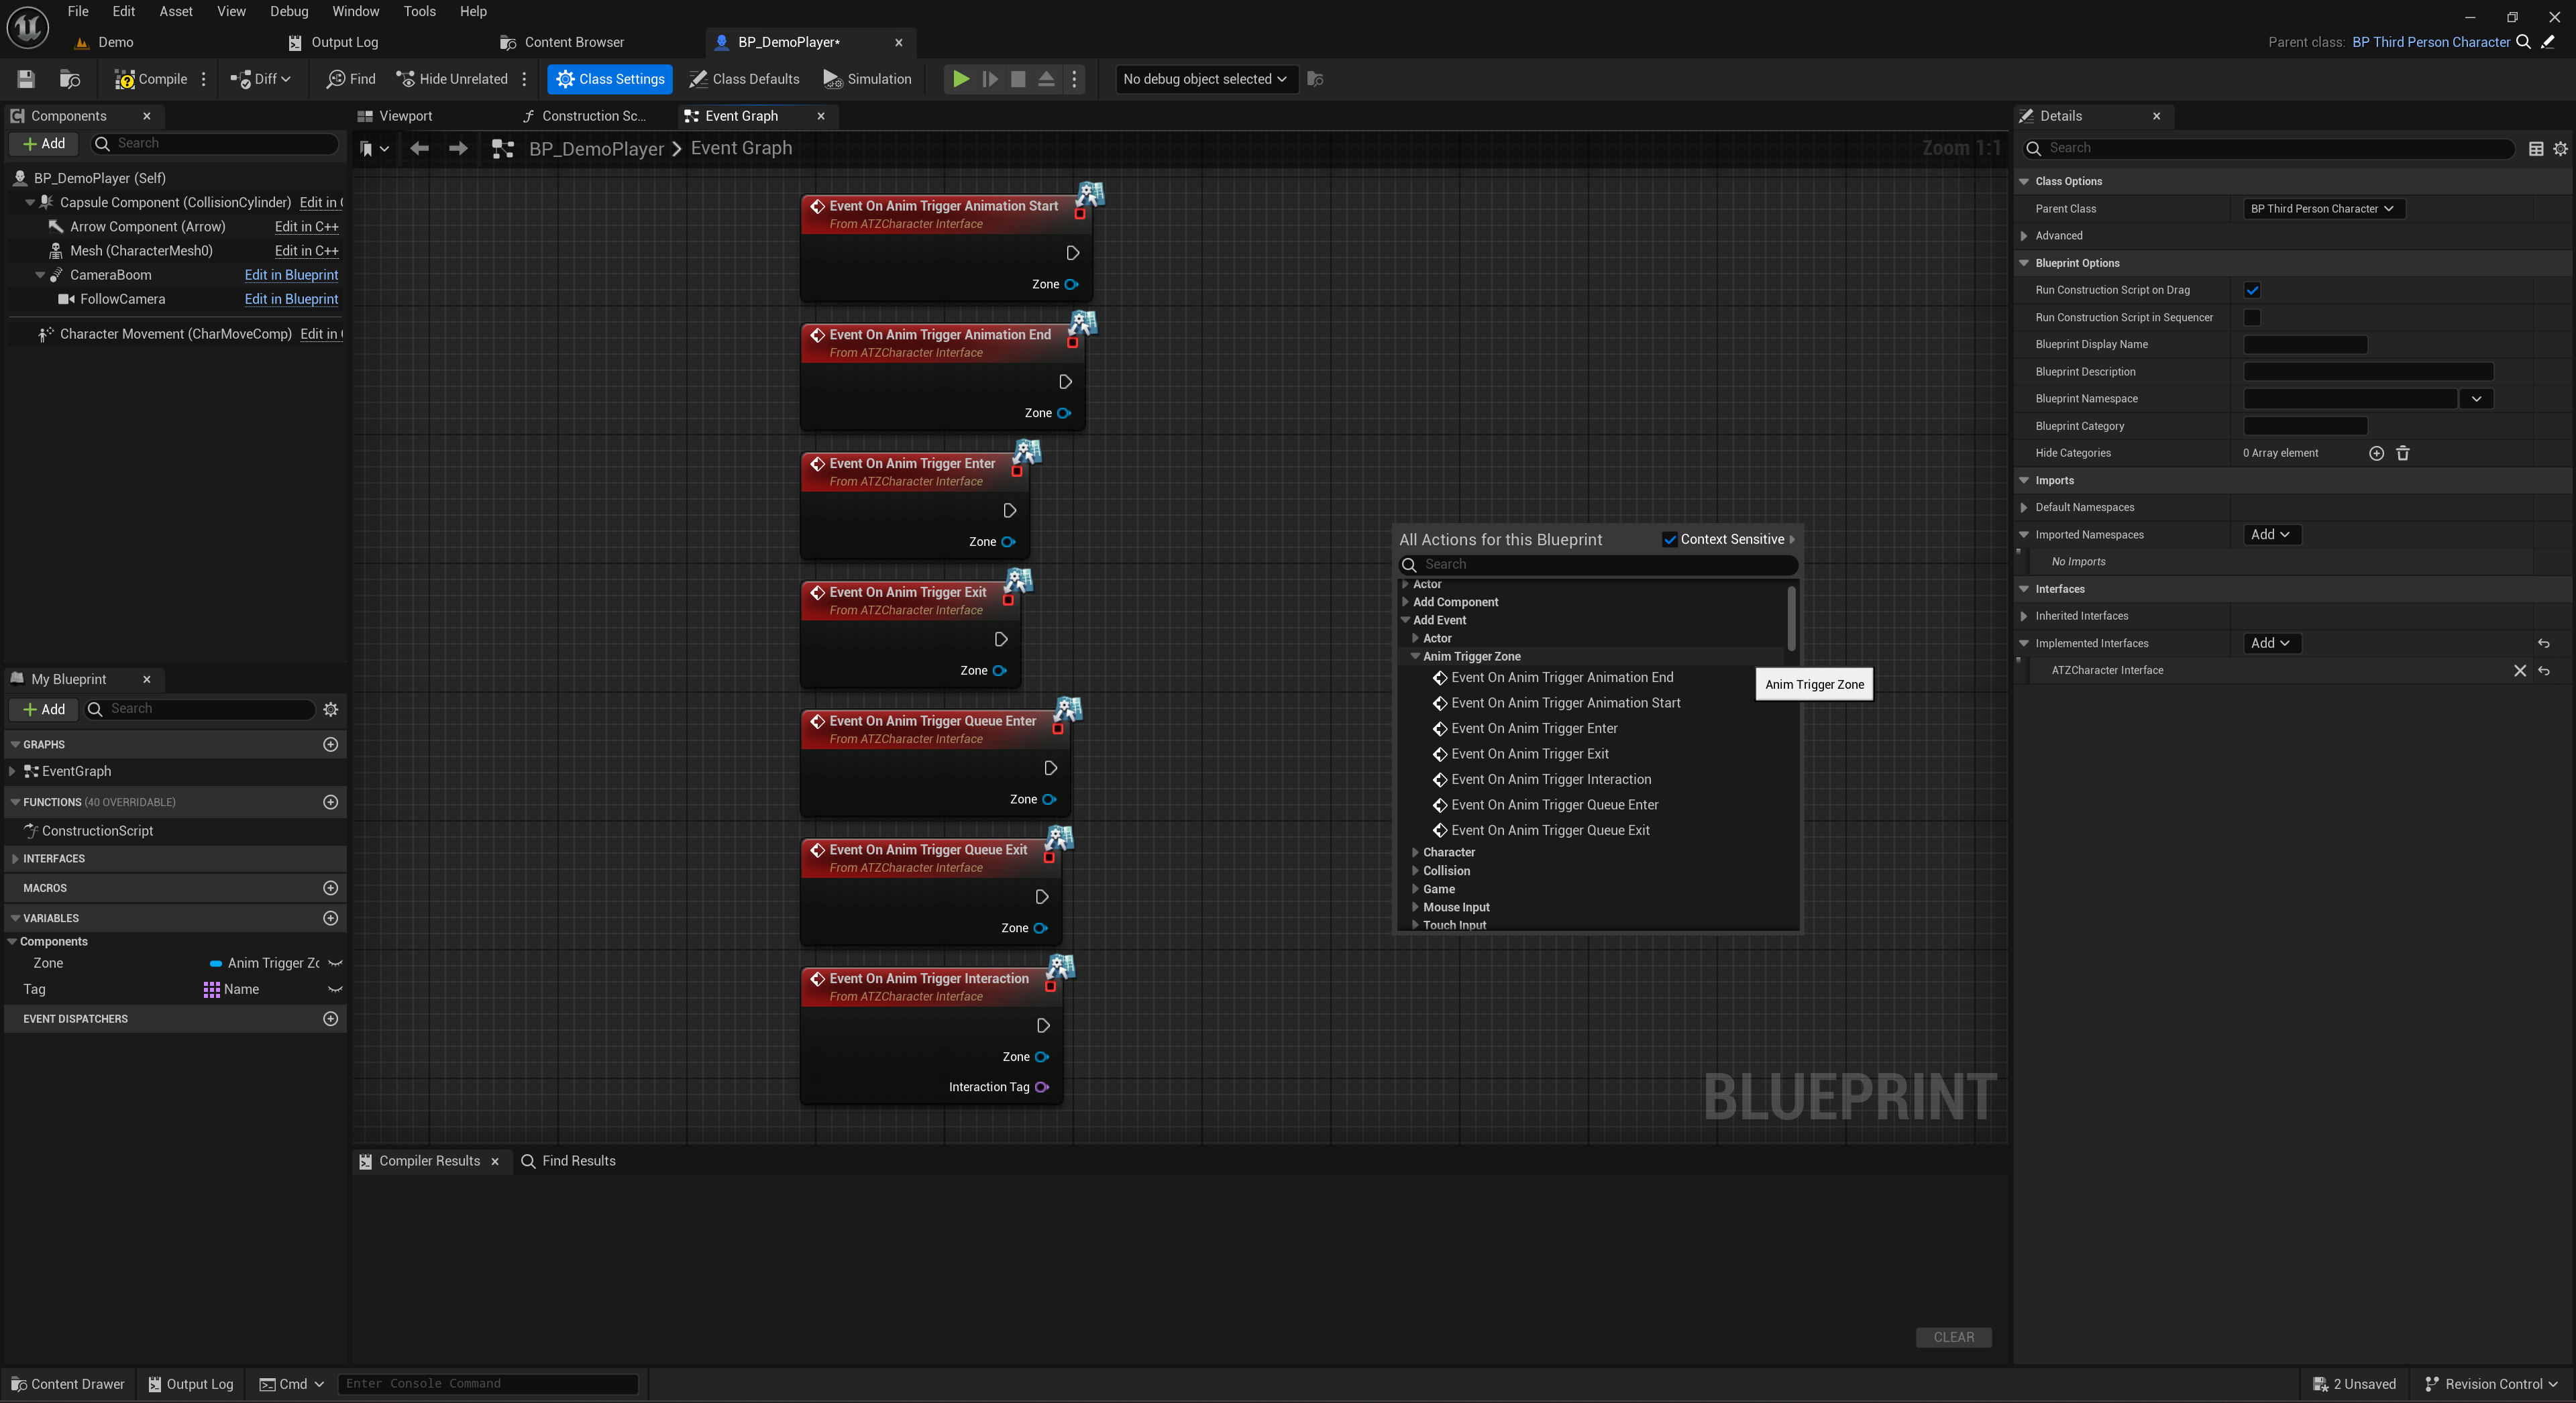 File Edit Asset View Debug Window Tools Help
Demo Output Log Content Browser BP_DemoPlayer* Parent class: BP Third Person Character
Compile Diff Find Hide Unrelated Class Settings Class Defaults Simulation No debug object selected
Components
Add Search
BP_DemoPlayer (Self)
Capsule Component (CollisionCylinder) Edit in C
Arrow Component (Arrow) Edit in C++
Mesh (CharacterMesh0) Edit in C++
CameraBoom Edit in Blueprint
FollowCamera Edit in Blueprint
Character Movement (CharMoveComp) Edit in
My Blueprint
Add Search
GRAPHS
EventGraph
FUNCTIONS (40 OVERRIDABLE)
ConstructionScript
INTERFACES
MACROS
VARIABLES
Components
Zone Anim Trigger Zc
Tag Name
EVENT DISPATCHERS
Viewport Construction Sc... Event Graph
BP_DemoPlayer > Event Graph Zoom 1:1
Event On Anim Trigger Animation Start
From ATZCharacter Interface
Zone
Event On Anim Trigger Animation End
From ATZCharacter Interface
Zone
Event On Anim Trigger Enter
From ATZCharacter Interface
Zone
Event On Anim Trigger Exit
From ATZCharacter Interface
Zone
Event On Anim Trigger Queue Enter
From ATZCharacter Interface
Zone
Event On Anim Trigger Queue Exit
From ATZCharacter Interface
Zone
Event On Anim Trigger Interaction
From ATZCharacter Interface
Zone
Interaction Tag
All Actions for this Blueprint Context Sensitive
Search
Actor
Add Component
Add Event
Actor
Anim Trigger Zone
Event On Anim Trigger Animation End
Event On Anim Trigger Animation Start
Event On Anim Trigger Enter
Event On Anim Trigger Exit
Event On Anim Trigger Interaction
Event On Anim Trigger Queue Enter
Event On Anim Trigger Queue Exit
Character
Collision
Game
Mouse Input
Touch Input
Anim Trigger Zone
BLUEPRINT
Compiler Results Find Results
CLEAR
Details
Search
Class Options
Parent Class BP Third Person Character
Advanced
Blueprint Options
Run Construction Script on Drag
Run Construction Script in Sequencer
Blueprint Display Name
Blueprint Description
Blueprint Namespace
Blueprint Category
Hide Categories 0 Array element
Imports
Default Namespaces
Imported Namespaces Add
No Imports
Interfaces
Inherited Interfaces
Implemented Interfaces Add
ATZCharacter Interface
Content Drawer Output Log Cmd Enter Console Command 2 Unsaved Revision Control